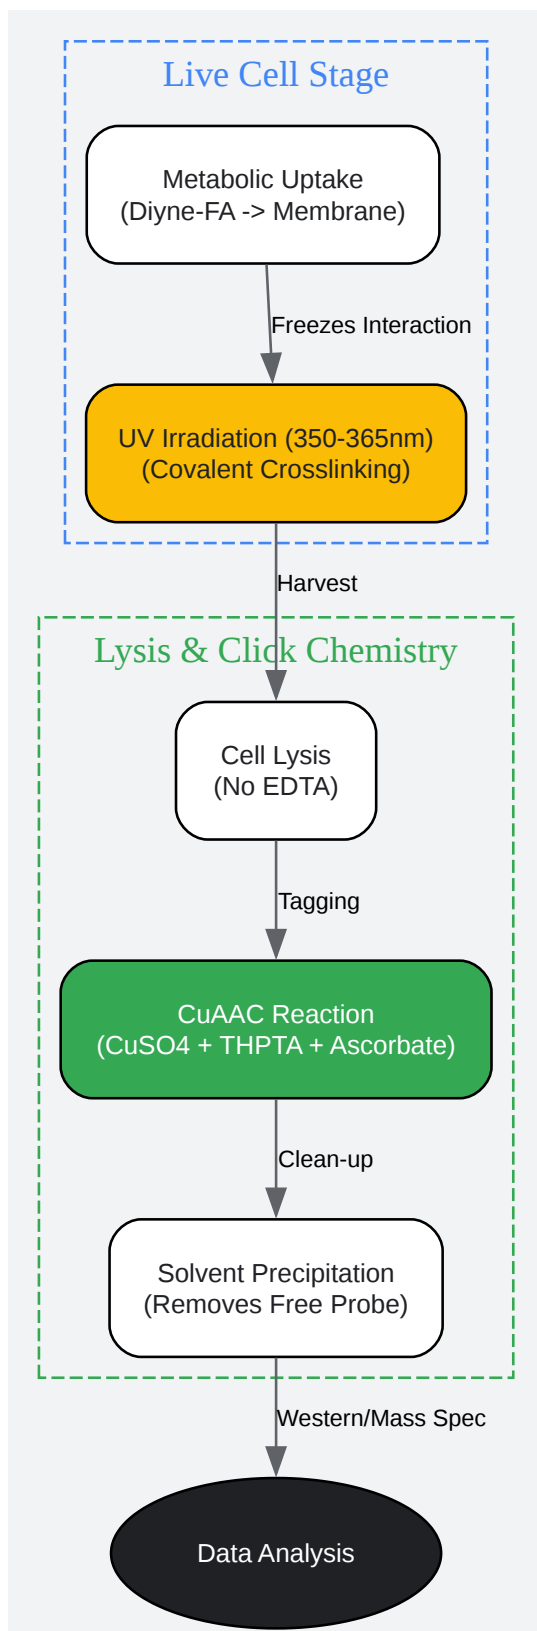 Live Cell Stage
Metabolic Uptake
(Diyne-FA -> Membrane)
Freezes Interaction
UV Irradiation (350-365nm)
(Covalent Crosslinking)
Harvest
Lysis & Click Chemistry
Cell Lysis
(No EDTA)
Tagging
CuAAC Reaction
(CuSO4 + THPTA + Ascorbate)
Clean-up
Solvent Precipitation
(Removes Free Probe)
Western/Mass Spec
Data Analysis